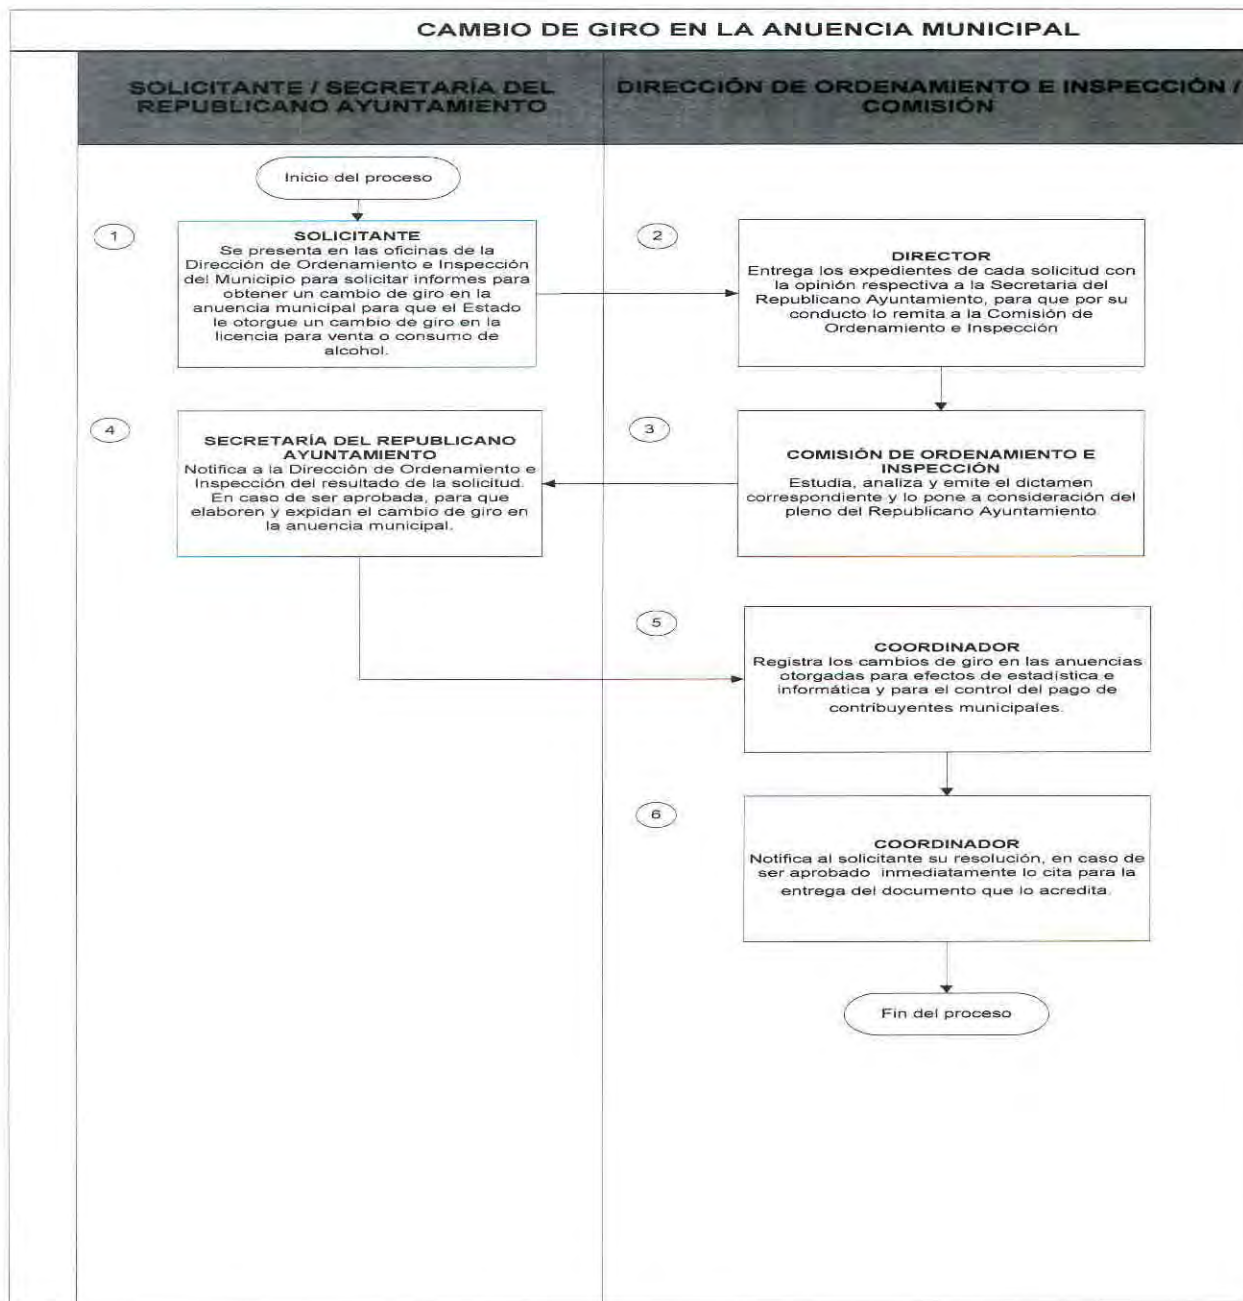 CAMBIO DE GIRO EN LA ANUENCIA MUNICIPAL
SOLICITANTE / SECRETARÍA DEL
REPUBLICANO AYUNTAMIENTO
DIRECCIÓN DE ORDENAMIENTO E INSPECCIÓN /
COMISIÓN
Inicio del proceso
1
SOLICITANTE
Se presenta en las oficinas de la
Dirección de Ordenamiento e Inspección
del Municipio para solicitar informes para
obtener un cambio de giro en la
anuencia municipal para que el Estado
le otorgue un cambio de giro en la
licencia para venta o consumo de
alcohol.
2
DIRECTOR
Entrega los expedientes de cada solicitud con
la opinión respectiva a la Secretaria del
Republicano Ayuntamiento, para que por su
conducto lo remita a la Comisión de
Ordenamiento e Inspección
3
COMISIÓN DE ORDENAMIENTO E
INSPECCIÓN
Estudia, analiza y emite el dictamen
correspondiente y lo pone a consideración del
pleno del Republicano Ayuntamiento
4
SECRETARÍA DEL REPUBLICANO
AYUNTAMIENTO
Notifica a la Dirección de Ordenamiento e
Inspección del resultado de la solicitud.
En caso de ser aprobada, para que
elaboren y expidan el cambio de giro en
la anuencia municipal.
5
COORDINADOR
Registra los cambios de giro en las anuencias
otorgadas para efectos de estadística e
informática y para el control del pago de
contribuyentes municipales.
6
COORDINADOR
Notifica al solicitante su resolución, en caso de
ser aprobado inmediatamente lo cita para la
entrega del documento que lo acredita.
Fin del proceso